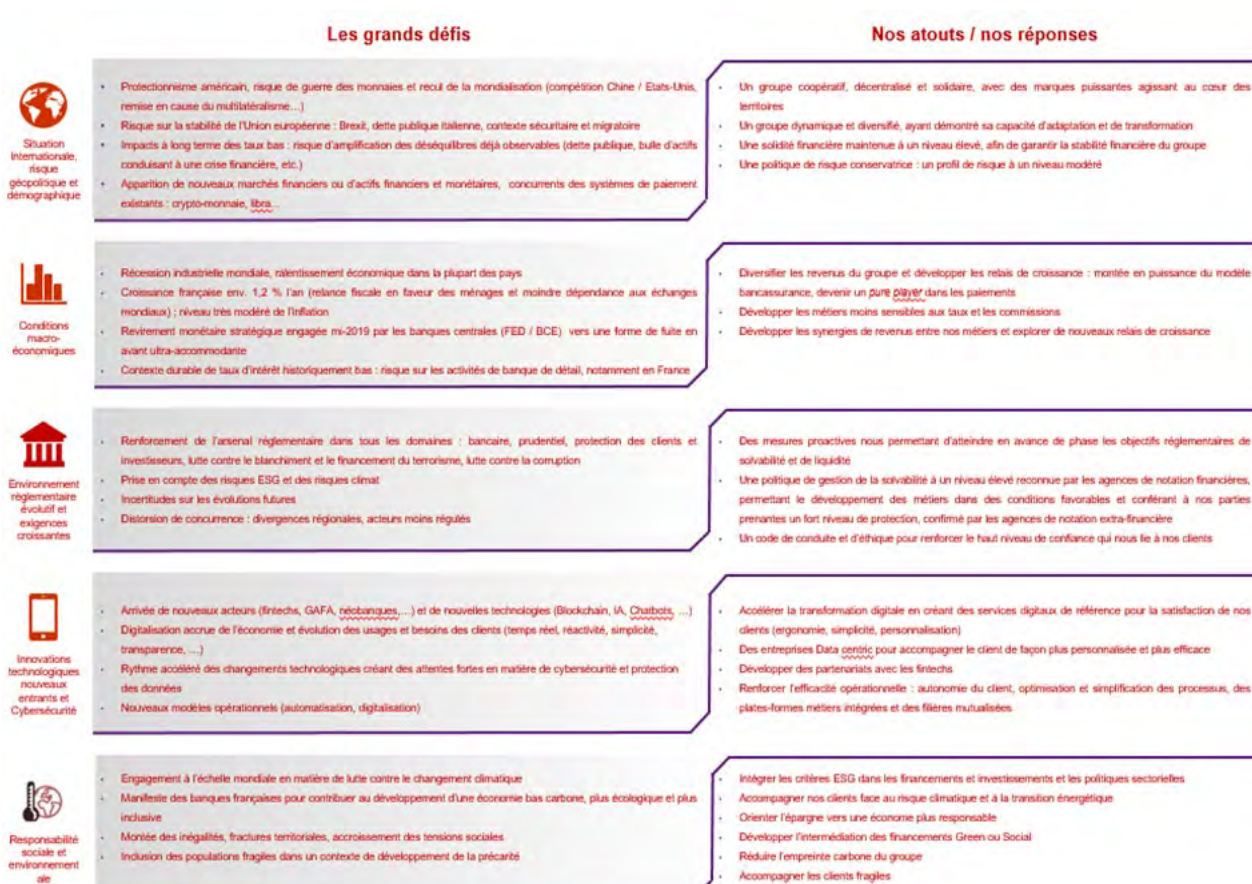 Les grands défis
Nos atouts / nos réponses
Situation
internationale,
risque
géopolitique et
démographique
• Protectionnisme américain, risque de guerre des monnaies et recul de la mondialisation (compétition Chine / Etats-Unis,
remise en cause du multilatéralisme…)
• Risque sur la stabilité de l'Union européenne : Brexit, dette publique italienne, contexte sécuritaire et migratoire
• Impacts à long terme des taux bas : risque d'amplification des déséquilibres déjà observables (dette publique, bulle d'actifs
conduisant à une crise financière, etc.)
• Apparition de nouveaux marchés financiers ou d'actifs financiers et monétaires, concurrents des systèmes de paiement
existants : crypto-monnaie, libra…
• Un groupe coopératif, décentralisé et solidaire, avec des marques puissantes agissant au cœur des
territoires
• Un groupe dynamique et diversifié, ayant démontré sa capacité d'adaptation et de transformation
• Une solidité financière maintenue à un niveau élevé, afin de garantir la stabilité financière du groupe
• Une politique de risque conservatrice : un profil de risque à un niveau modéré
Conditions
macro-
économiques
• Récession industrielle mondiale, ralentissement économique dans la plupart des pays
• Croissance française env. 1,2 % l'an (relance fiscale en faveur des ménages et moindre dépendance aux échanges
mondiaux) ; niveau très modéré de l'inflation
• Revirement monétaire stratégique engagée mi-2019 par les banques centrales (FED / BCE) vers une forme de fuite en
avant ultra-accommodante
• Contexte durable de taux d'intérêt historiquement bas : risque sur les activités de banque de détail, notamment en France
• Diversifier les revenus du groupe et développer les relais de croissance : montée en puissance du modèle
bancassurance, devenir un pure player dans les paiements
• Développer les métiers moins sensibles aux taux et les commissions
• Développer les synergies de revenus entre nos métiers et explorer de nouveaux relais de croissance
Environnement
règlementaire
évolutif et
exigences
croissantes
• Renforcement de l'arsenal réglementaire dans tous les domaines : bancaire, prudentiel, protection des clients et
investisseurs, lutte contre le blanchiment et le financement du terrorisme, lutte contre la corruption
• Prise en compte des risques ESG et des risques climat
• Incertitudes sur les évolutions futures
• Distorsion de concurrence : divergences régionales, acteurs moins régulés
• Des mesures proactives nous permettant d'atteindre en avance de phase les objectifs réglementaires de
solvabilité et de liquidité
• Une politique de gestion de la solvabilité à un niveau élevé reconnue par les agences de notation financières,
permettant le développement des métiers dans des conditions favorables et conférant à nos parties
prenantes un fort niveau de protection, confirmé par les agences de notation extra-financière
• Un code de conduite et d'éthique pour renforcer le haut niveau de confiance qui nous lie à nos clients
Innovations
technologiques
nouveaux
entrants et
Cybersécurité
• Arrivée de nouveaux acteurs (fintechs, GAFA, néobanques,…) et de nouvelles technologies (Blockchain, IA, Chatbots, …)
• Digitalisation accrue de l'économie et évolution des usages et besoins des clients (temps réel, réactivité, simplicité,
transparence, …)
• Rythme accéléré des changements technologiques créant des attentes fortes en matière de cybersécurité et protection
des données
• Nouveaux modèles opérationnels (automatisation, digitalisation)
• Accélérer la transformation digitale en créant des services digitaux de référence pour la satisfaction de nos
clients (ergonomie, simplicité, personnalisation)
• Des entreprises Data centric pour accompagner le client de façon plus personnalisée et plus efficace
• Développer des partenariats avec les fintechs
• Renforcer l'efficacité opérationnelle : autonomie du client, optimisation et simplification des processus, des
plates-formes métiers intégrées et des filières mutualisées
Responsabilité
sociale et
environnement
ale
• Engagement à l'échelle mondiale en matière de lutte contre le changement climatique
• Manifeste des banques françaises pour contribuer au développement d'une économie bas carbone, plus écologique et plus
inclusive
• Montée des inégalités, fractures territoriales, accroissement des tensions sociales
• Inclusion des populations fragiles dans un contexte de développement de la précarité
• Intégrer les critères ESG dans les financements et investissements et les politiques sectorielles
• Accompagner nos clients face au risque climatique et à la transition énergétique
• Orienter l'épargne vers une économie plus responsable
• Développer l'intermédiation des financements Green ou Social
• Réduire l'empreinte carbone du groupe
• Accompagner les clients fragiles